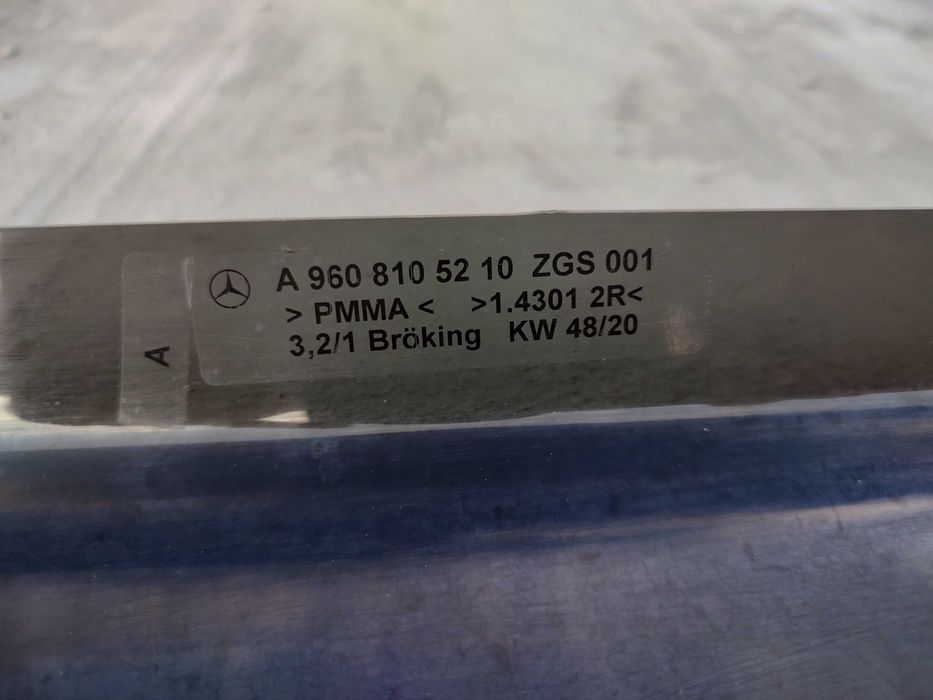 A 960 810 52 10 ZGS 001
> PMMA < >1.4301 2R<
3,2/1 Bröking KW 48/20
A